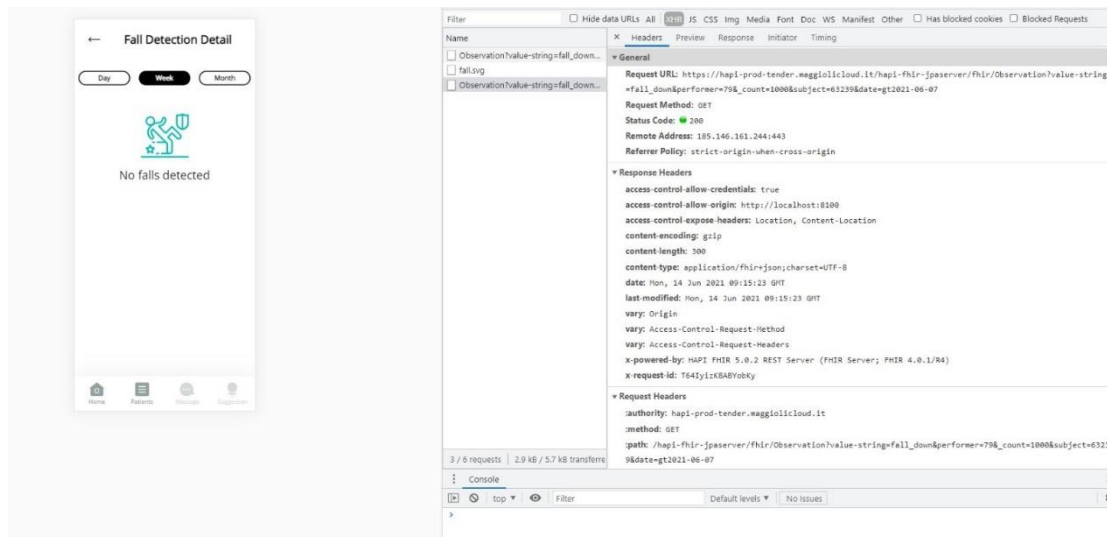 ← Fall Detection Detail
Day Week Month
No falls detected
Home Patients Message Suggestion
Filter Hide data URLs All XHR JS CSS Img Media Font Doc WS Manifest Other Has blocked cookies Blocked Requests
Name
Observation?value-string=fall_down...
fall.svg
Observation?value-string=fall_down...
3 / 6 requests 2.9 kB / 5.7 kB transferre
× Headers Preview Response Initiator Timing
▼ General
Request URL: https://hapi-prod-tender.maggiolicloud.it/hapi-fhir-jpaserver/fhir/Observation?value-string
=fall_down&performer=79&_count=1000&subject=63239&date=gt2021-06-07
Request Method: GET
Status Code: 200
Remote Address: 185.146.161.244:443
Referrer Policy: strict-origin-when-cross-origin
▼ Response Headers
access-control-allow-credentials: true
access-control-allow-origin: http://localhost:8100
access-control-expose-headers: Location, Content-Location
content-encoding: gzip
content-length: 300
content-type: application/fhir+json;charset=UTF-8
date: Mon, 14 Jun 2021 09:15:23 GMT
last-modified: Mon, 14 Jun 2021 09:15:23 GMT
vary: Origin
vary: Access-Control-Request-Method
vary: Access-Control-Request-Headers
x-powered-by: HAPI FHIR 5.0.2 REST Server (FHIR Server; FHIR 4.0.1/R4)
x-request-id: T64IyizK8ABYobKy
▼ Request Headers
:authority: hapi-prod-tender.maggiolicloud.it
:method: GET
:path: /hapi-fhir-jpaserver/fhir/Observation?value-string=fall_down&performer=79&_count=1000&subject=632
9&date=gt2021-06-07
Console
top ▼ Filter Default levels ▼ No Issues